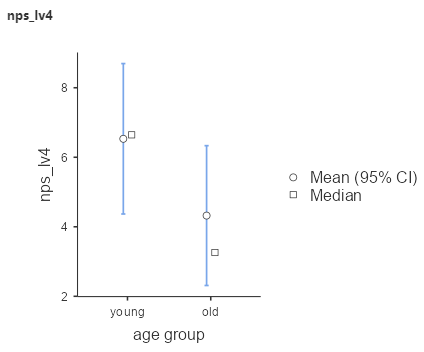 nps_lv4
8
6
4
2
nps_lv4
young old
age group
Mean (95% CI)
Median